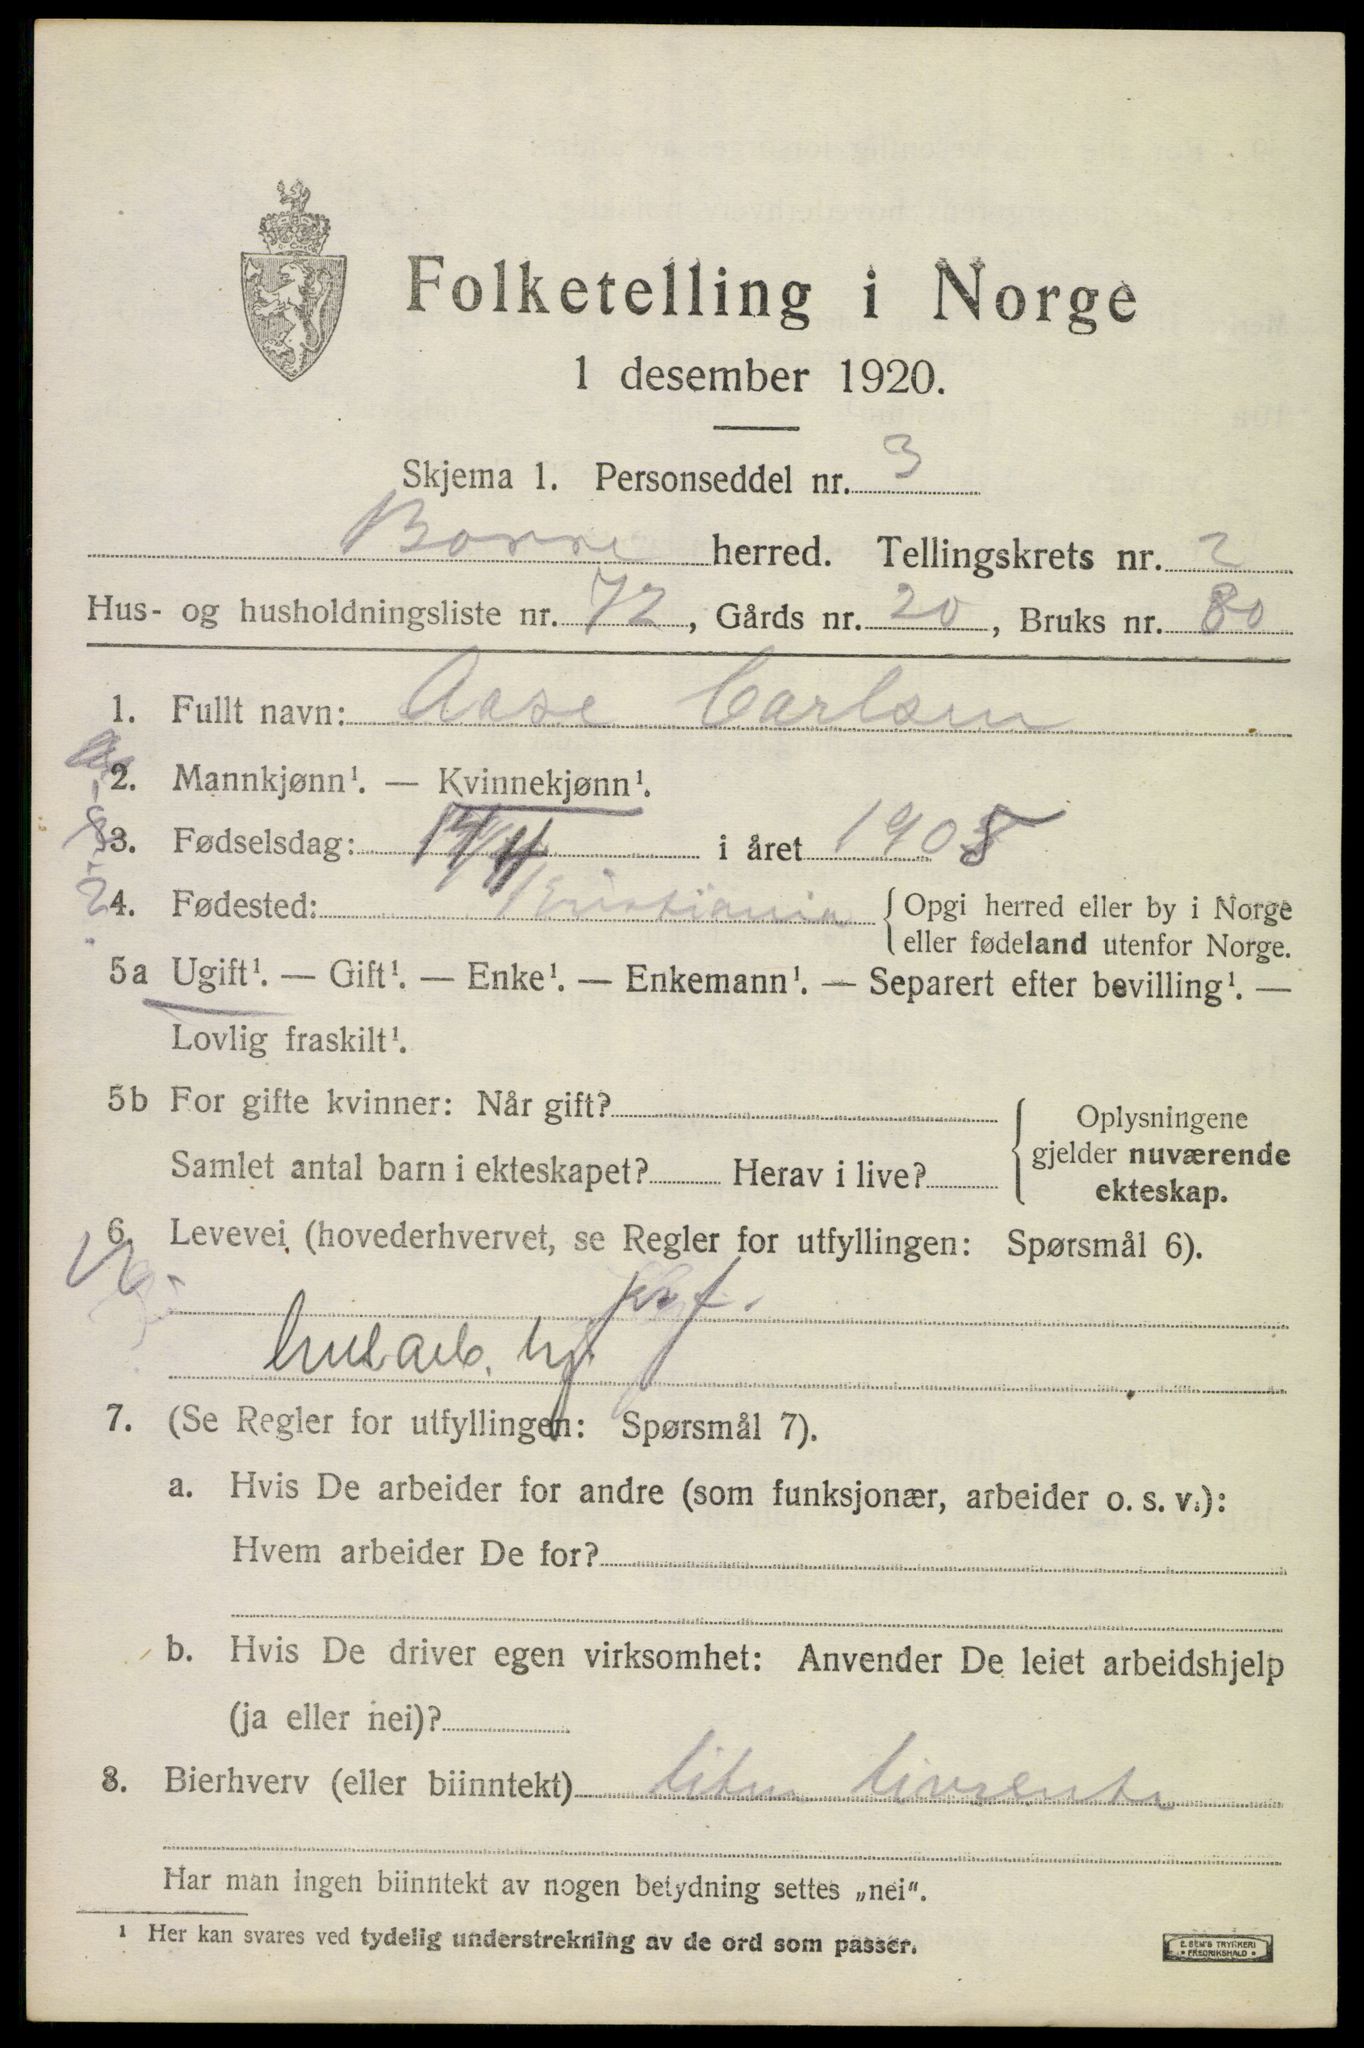 Folketelling i Norge
1 desember 1920.
Skjema 1. Personseddel nr. 3
Borre herred. Tellingskrets nr. 2
Hus- og husholdningsliste nr. 72, Gårds nr. 20, Bruks nr. 80
1. Fullt navn: Aase Carlsen
2. Mannkjønn¹. — Kvinnekjønn¹.
3. Fødselsdag: i året 1905
4. Fødested: Kristiania { Opgi herred eller by i Norge
eller fødeland utenfor Norge.
5a Ugift¹. — Gift¹. — Enke¹. — Enkemann¹. — Separert efter bevilling¹. —
Lovlig fraskilt¹.
5b For gifte kvinner: Når gift?
Samlet antal barn i ekteskapet? Herav i live?
{ Oplysningene
gjelder nuværende
ekteskap.
6. Levevei (hovederhvervet, se Regler for utfyllingen: Spørsmål 6).
husarb. hj.
7. (Se Regler for utfyllingen: Spørsmål 7).
a. Hvis De arbeider for andre (som funksjonær, arbeider o. s. v.):
Hvem arbeider De for?
b. Hvis De driver egen virksomhet: Anvender De leiet arbeidshjelp
(ja eller nei)?
8. Bierhverv (eller biinntekt) liten livrente
Har man ingen biinntekt av nogen betydning settes „nei“.
¹ Her kan svares ved tydelig understrekning av de ord som passer.
E. SEM'S TRYKKERI
• FREDRIKSHALD •